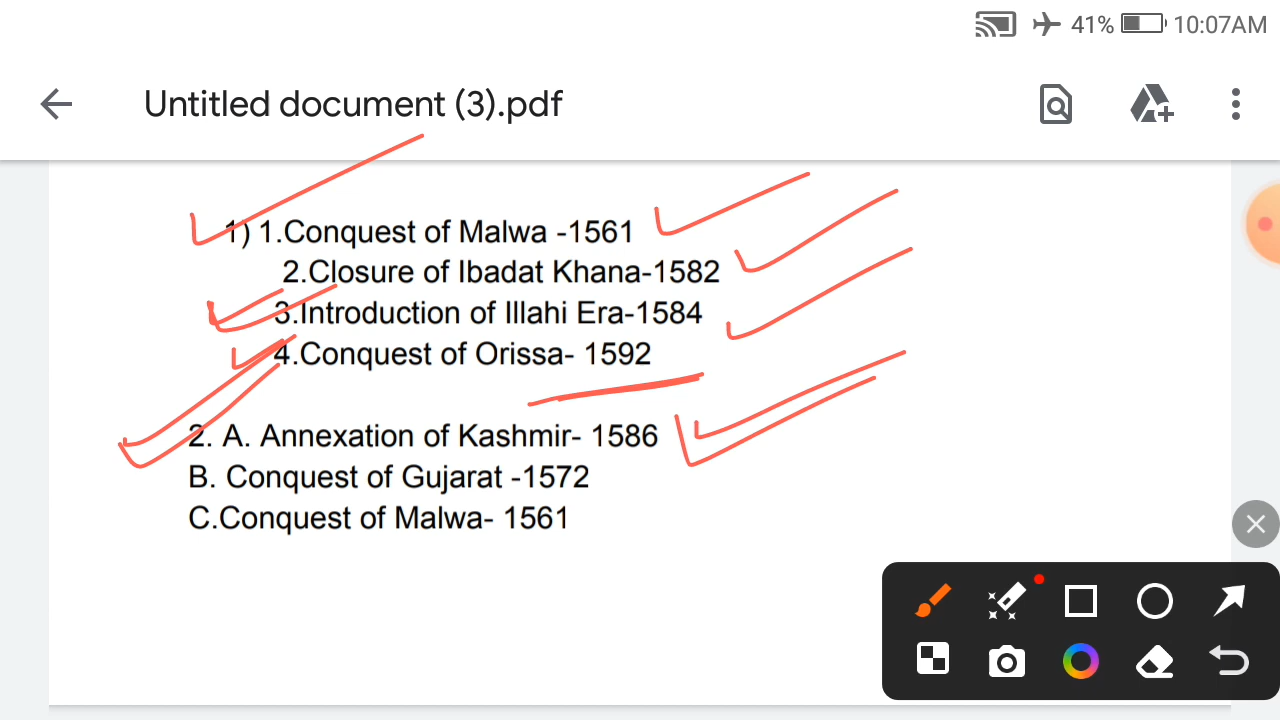 41% 10:07AM
Untitled document (3).pdf
1) 1.Conquest of Malwa -1561
2.Closure of Ibadat Khana-1582
3.Introduction of Illahi Era-1584
4.Conquest of Orissa- 1592
2. A. Annexation of Kashmir- 1586
B. Conquest of Gujarat -1572
C.Conquest of Malwa- 1561